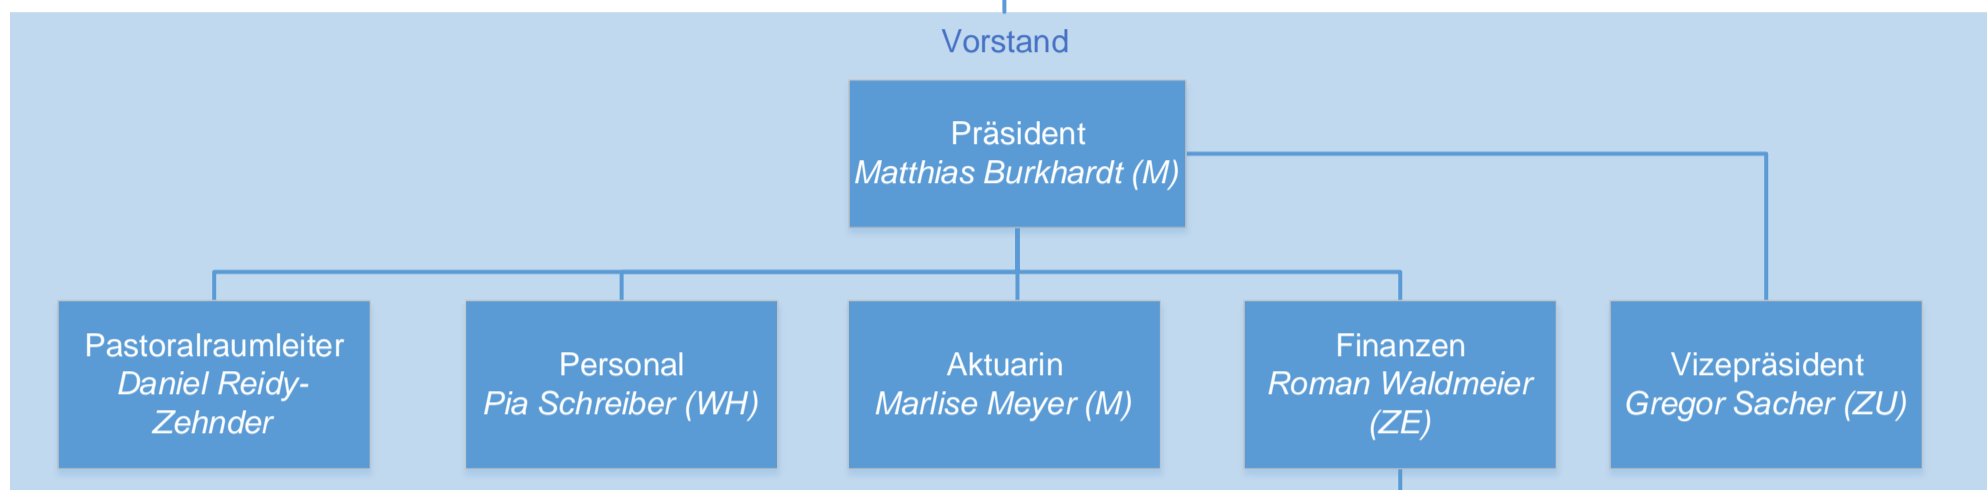 Vorstand
Präsident
Matthias Burkhardt (M)
Pastoralraumleiter
Daniel Reidy-
Zehnder
Personal
Pia Schreiber (WH)
Aktuarin
Marlise Meyer (M)
Finanzen
Roman Waldmeier
(ZE)
Vizepräsident
Gregor Sacher (ZU)